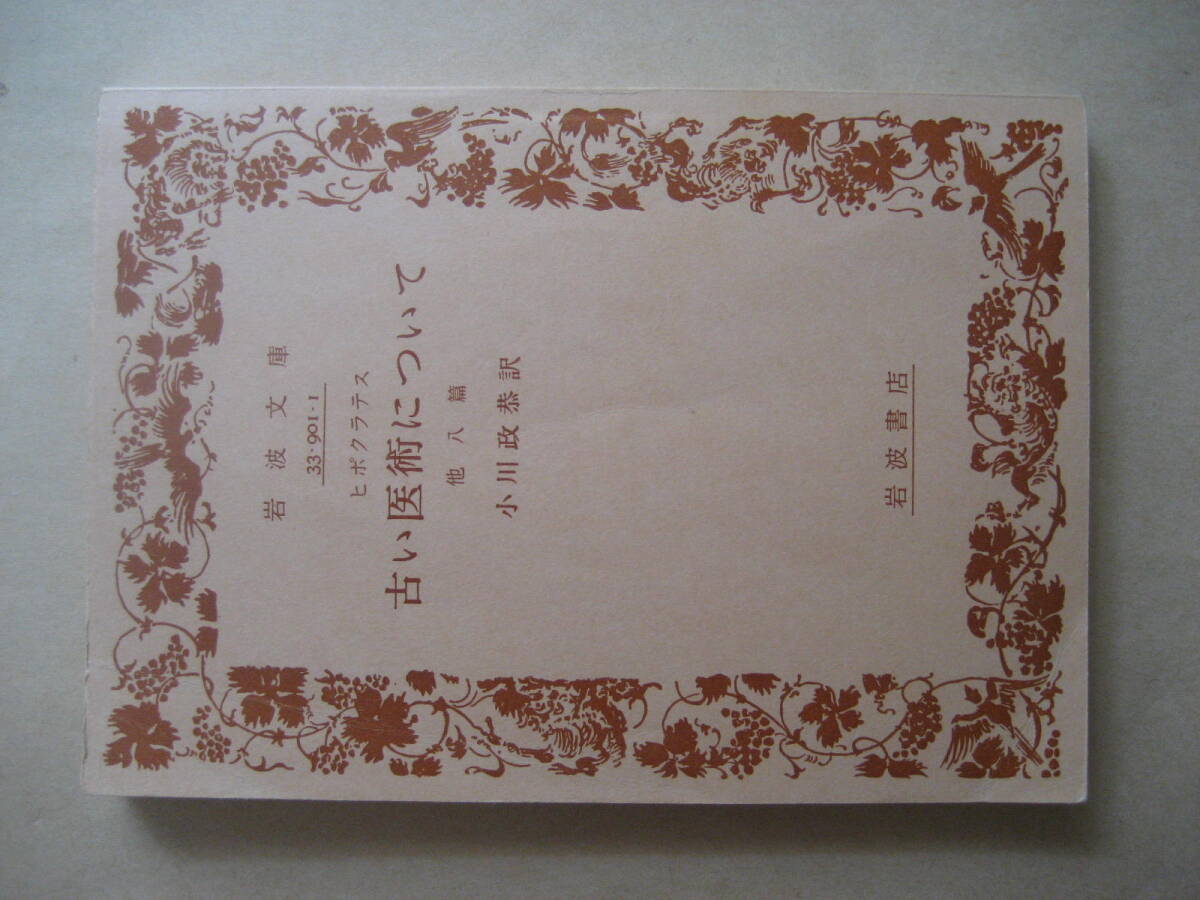 岩波文庫
33・901・1
ヒポクラテス
古い医術について
他八篇
小川政恭訳
岩波書店